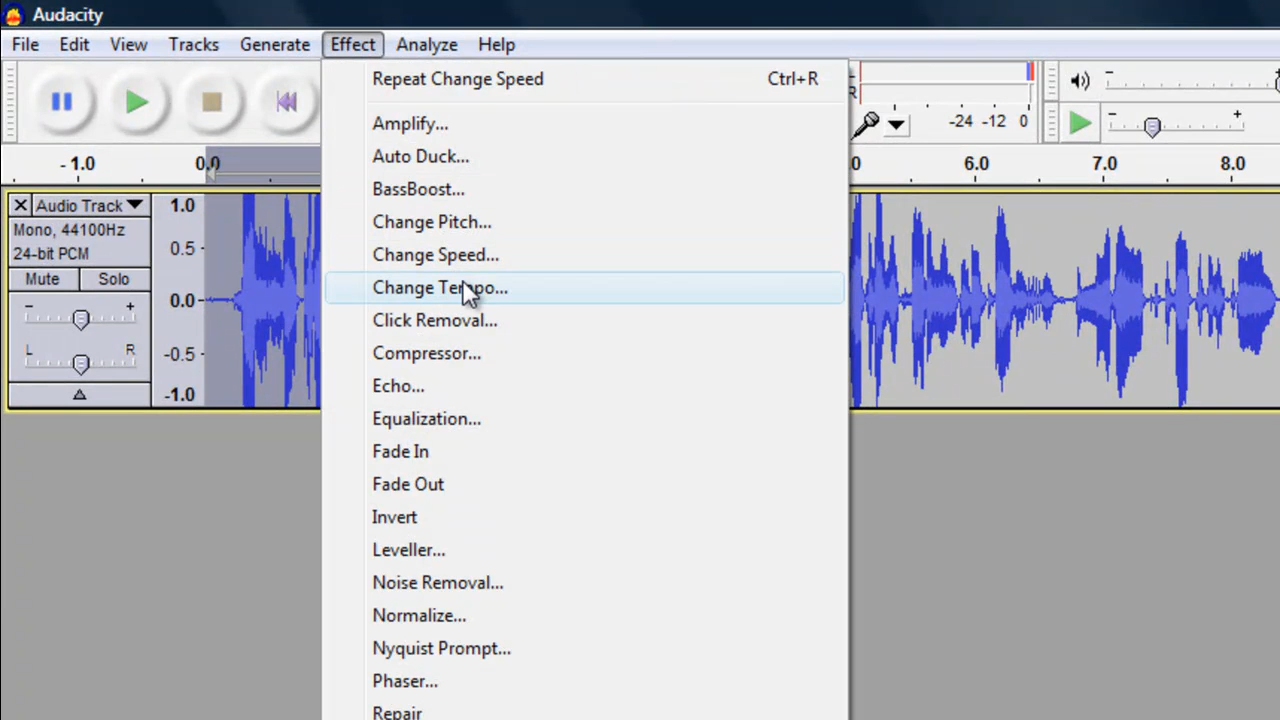 Audacity
File Edit View Tracks Generate Effect Analyze Help
Repeat Change Speed Ctrl+R
Amplify...
Auto Duck...
BassBoost...
Change Pitch...
Change Speed...
Change Tempo...
Click Removal...
Compressor...
Echo...
Equalization...
Fade In
Fade Out
Invert
Leveller...
Noise Removal...
Normalize...
Nyquist Prompt...
Phaser...
Repair
R
-24 -12 0
- +
- 1.0 0.0
6.0 7.0 8.0
Audio Track
Mono, 44100Hz
24-bit PCM
Mute Solo
- +
L R
1.0
0.5
0.0
-0.5
-1.0